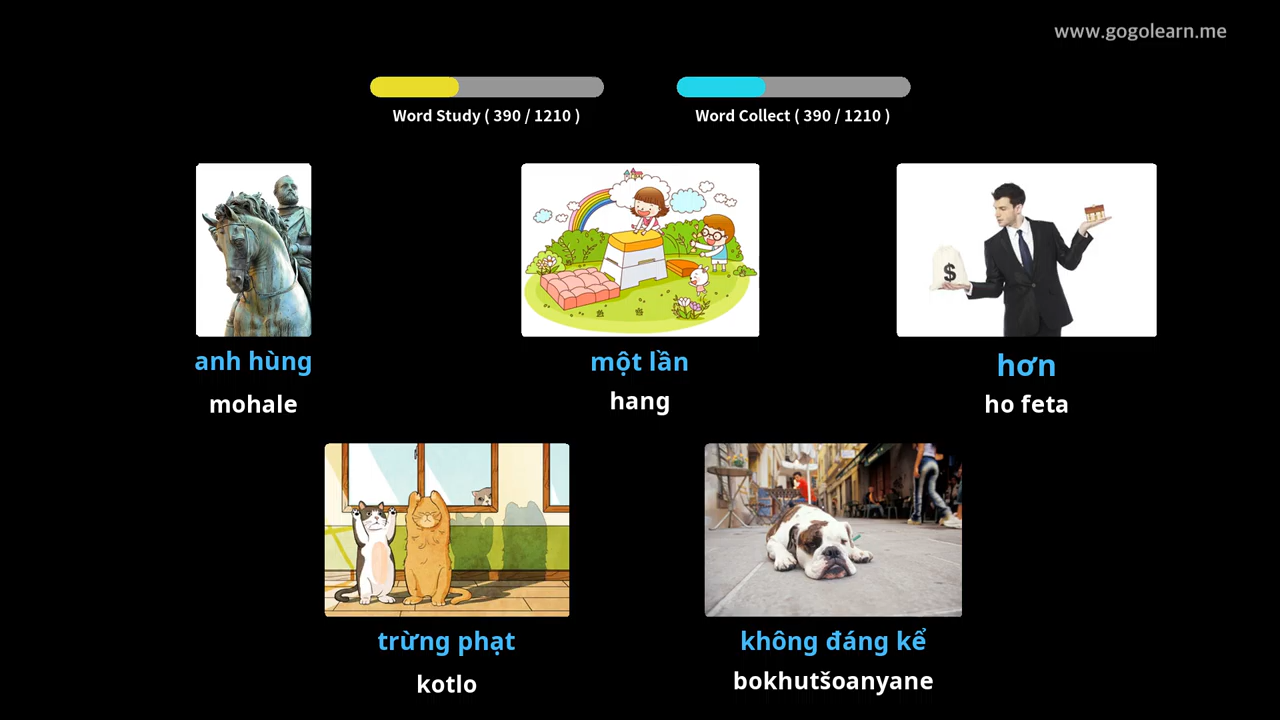 www.gogolearn.me
Word Study ( 390 / 1210 )
Word Collect ( 390 / 1210 )
anh hùng
mohale
một lần
hang
hơn
ho feta
trừng phạt
kotlo
không đáng kể
bokhutšoanyane